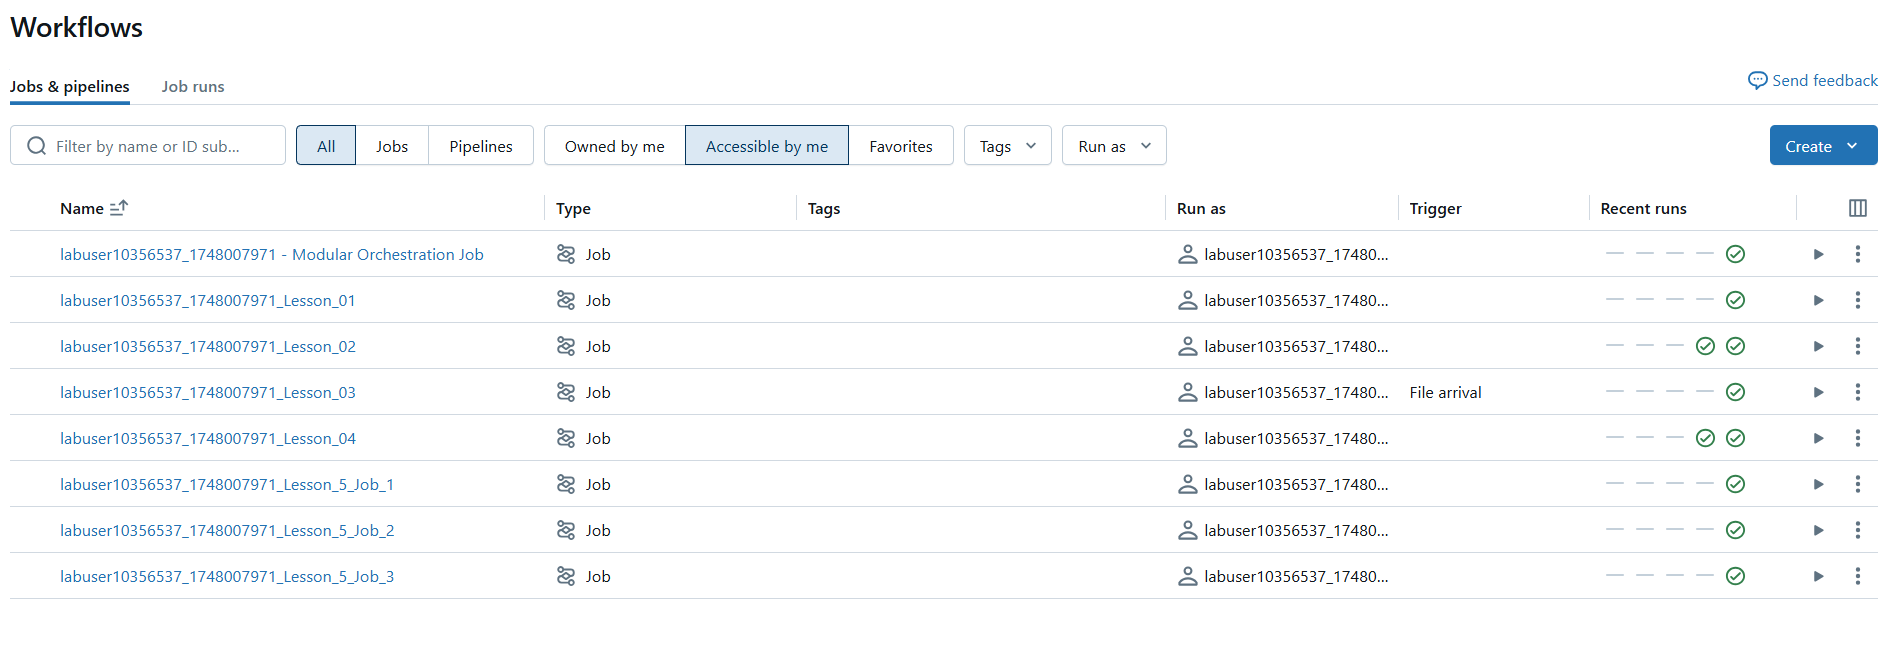 Workflows
Jobs & pipelines Job runs Send feedback
Filter by name or ID sub... All Jobs Pipelines Owned by me Accessible by me Favorites Tags Run as Create
Name Type Tags Run as Trigger Recent runs
labuser10356537_1748007971 - Modular Orchestration Job Job labuser10356537_17480...
labuser10356537_1748007971_Lesson_01 Job labuser10356537_17480...
labuser10356537_1748007971_Lesson_02 Job labuser10356537_17480...
labuser10356537_1748007971_Lesson_03 Job labuser10356537_17480... File arrival
labuser10356537_1748007971_Lesson_04 Job labuser10356537_17480...
labuser10356537_1748007971_Lesson_5_Job_1 Job labuser10356537_17480...
labuser10356537_1748007971_Lesson_5_Job_2 Job labuser10356537_17480...
labuser10356537_1748007971_Lesson_5_Job_3 Job labuser10356537_17480...